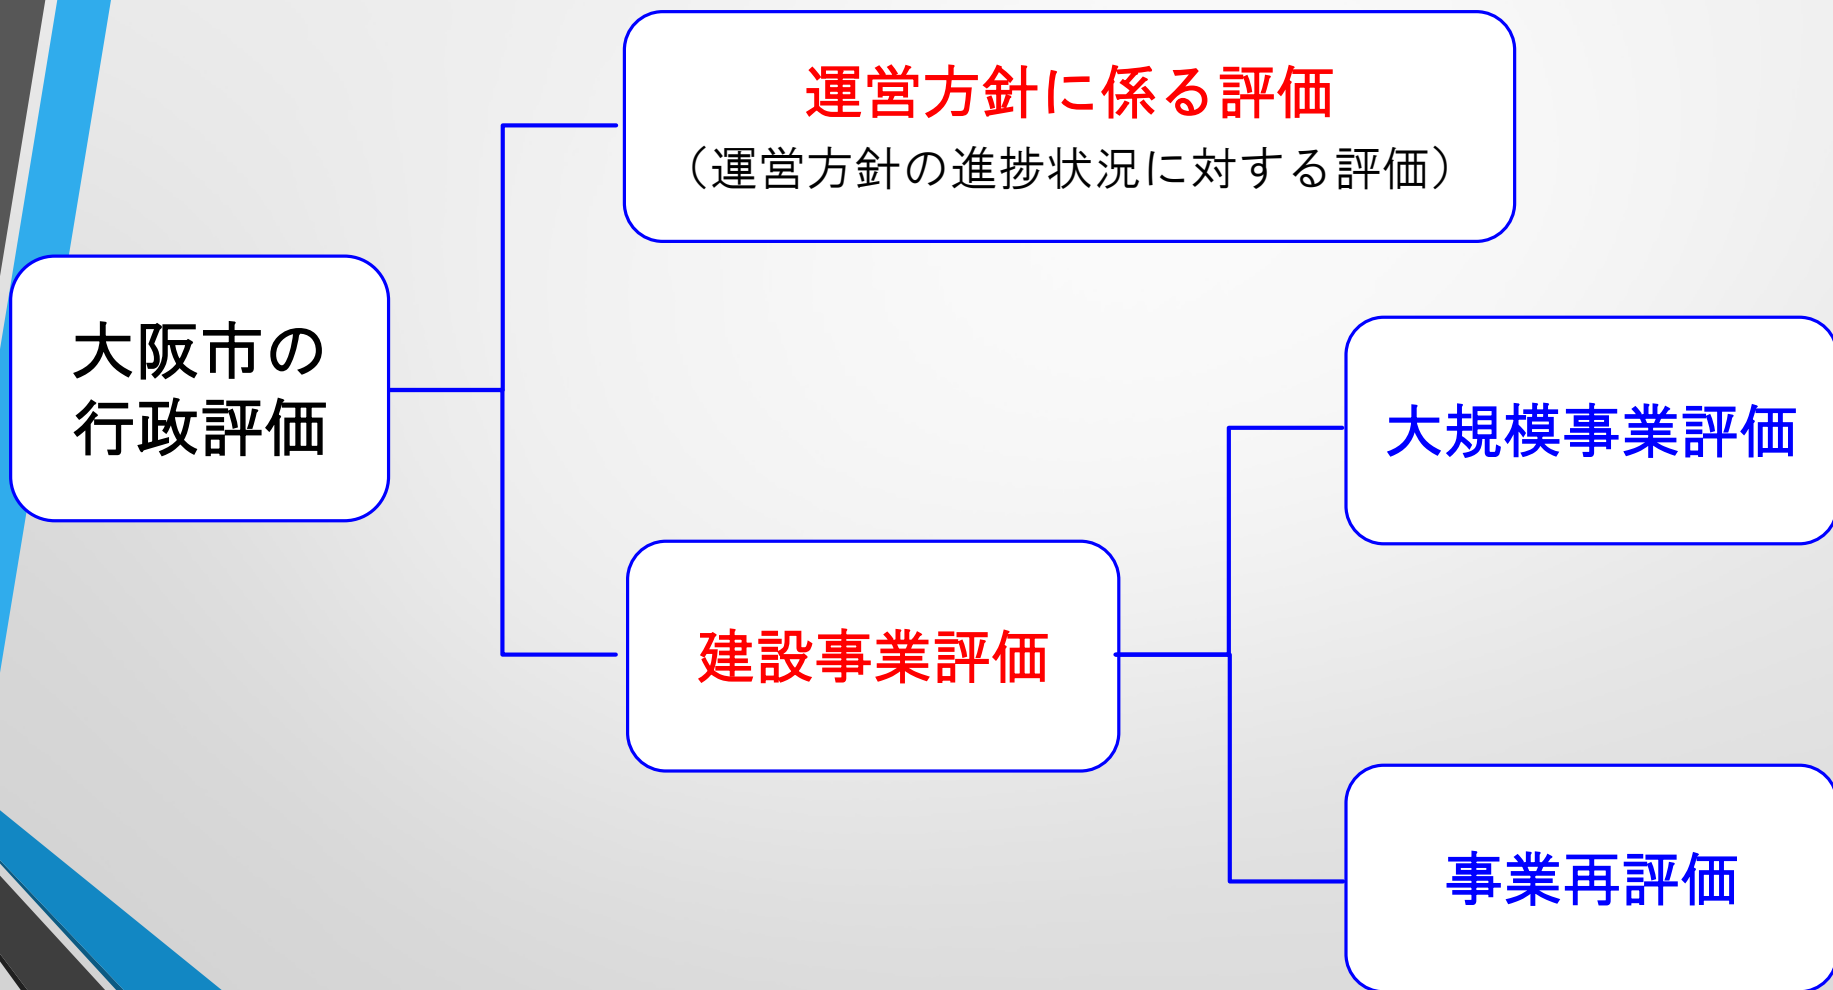 運営方針に係る評価
（運営方針の進捗状況に対する評価）
大阪市の
行政評価
大規模事業評価
建設事業評価
事業再評価